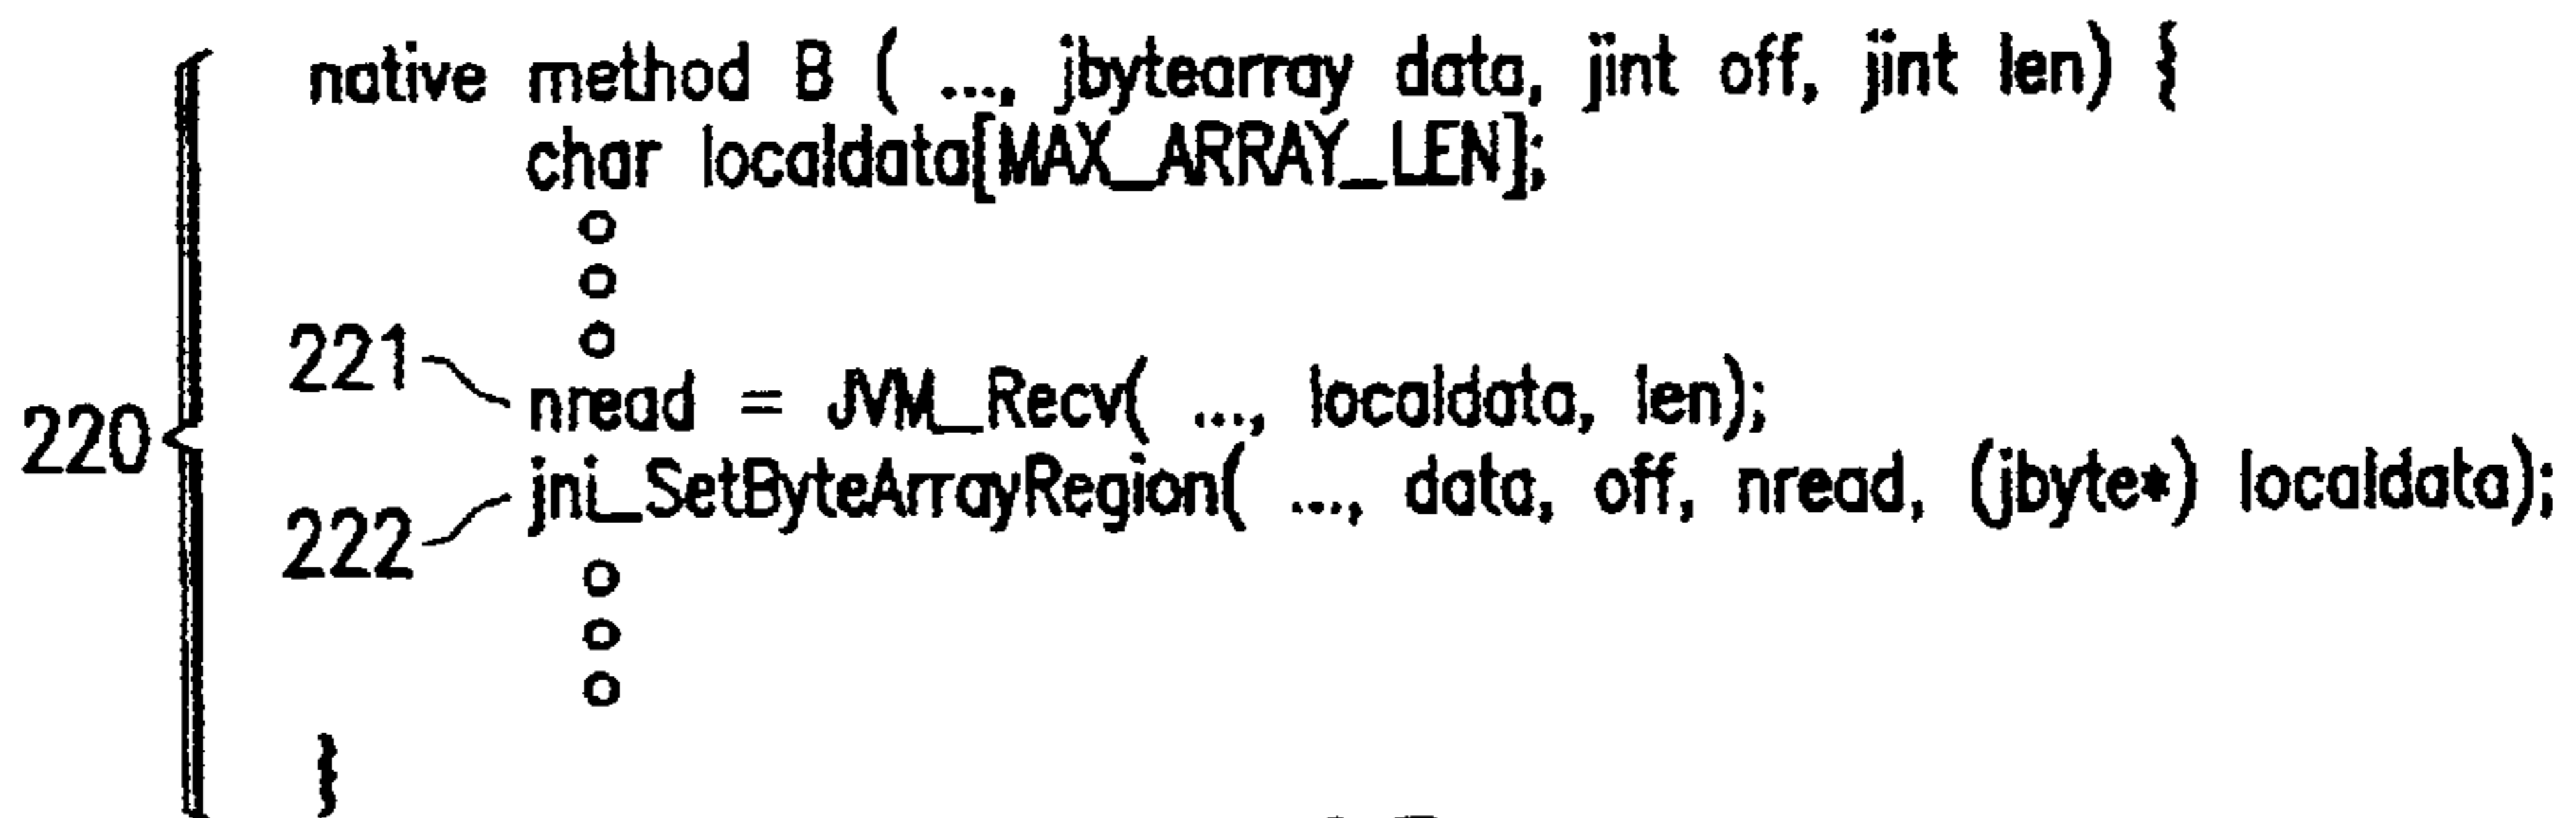 native method B ( ..., jbytearray data, jint off, jint len) {
char localdata[MAX_ARRAY_LEN];
221
nread = JVM_Recv( ..., localdata, len);
220
jni_SetByteArrayRegion( ..., data, off, nread, (jbyte*) localdata);
222
}